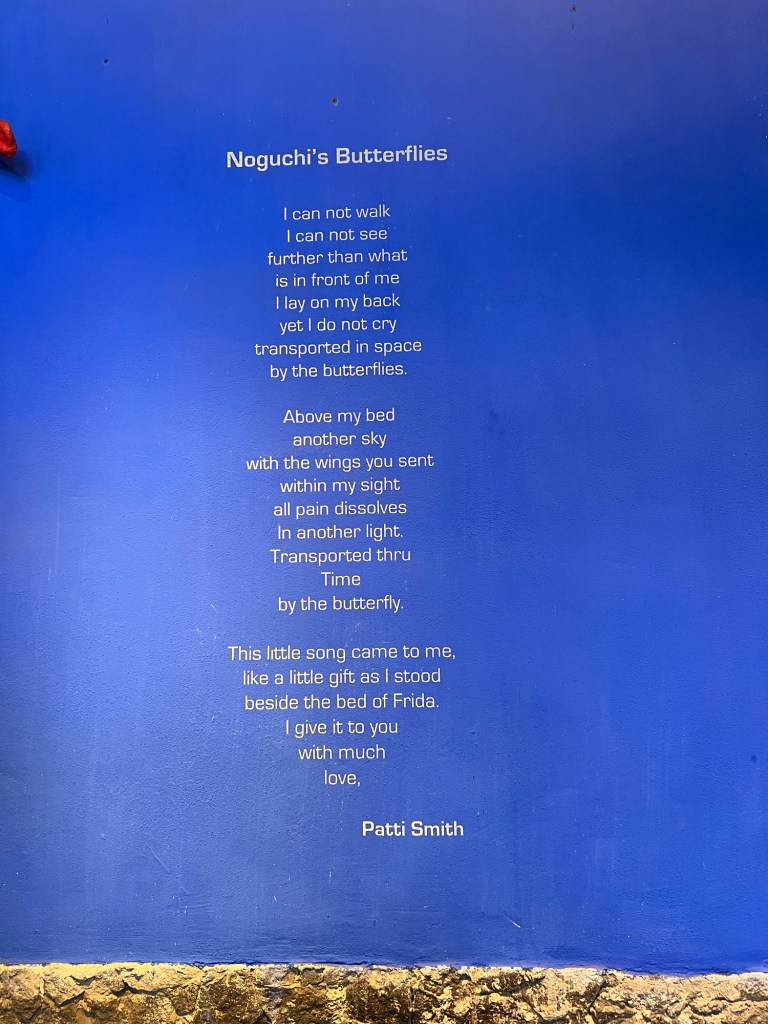 Noguchi's Butterflies
I can not walk
I can not see
further than what
is in front of me
I lay on my back
yet I do not cry
transported in space
by the butterflies.
Above my bed
another sky
with the wings you sent
within my sight
all pain dissolves
In another light.
Transported thru
Time
by the butterfly.
This little song came to me,
like a little gift as I stood
beside the bed of Frida.
I give it to you
with much
love,
Patti Smith